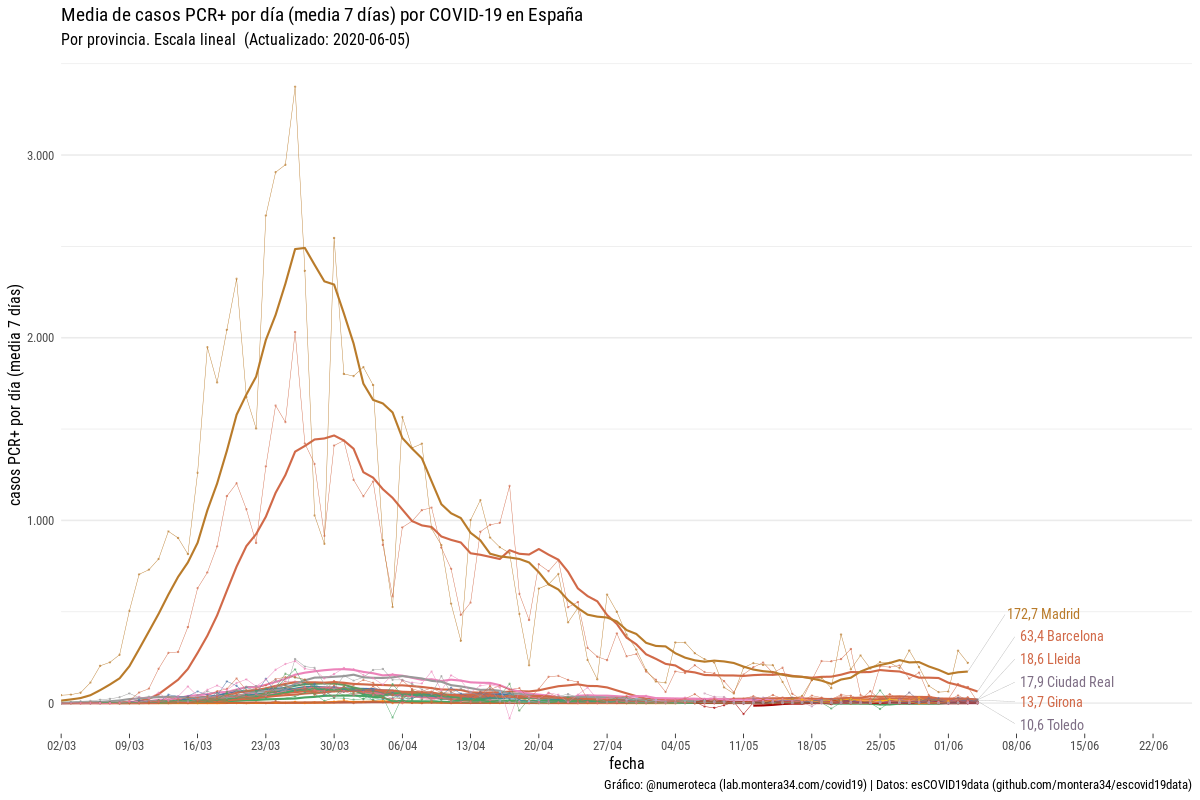 Media de casos PCR+ por día (media 7 días) por COVID-19 en España
Por provincia. Escala lineal  (Actualizado: 2020-06-05)
casos PCR+ por día (media 7 días)
3.000
2.000
1.000
0
172,7 Madrid
63,4 Barcelona
18,6 Lleida
17,9 Ciudad Real
13,7 Girona
10,6 Toledo
02/03 09/03 16/03 23/03 30/03 06/04 13/04 20/04 27/04 04/05 11/05 18/05 25/05 01/06 08/06 15/06 22/06
fecha
Gráfico: @numeroteca (lab.montera34.com/covid19) | Datos: esCOVID19data (github.com/montera34/escovid19data)